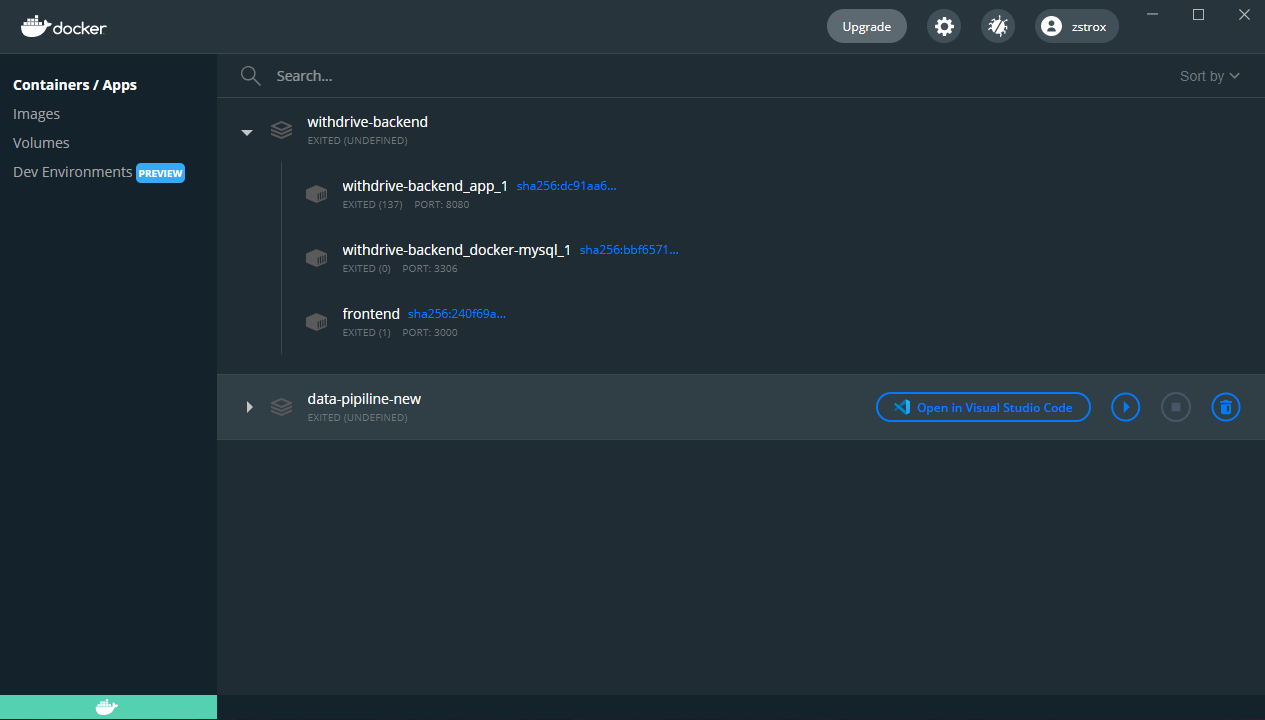 docker
Upgrade
zstrox
Containers / Apps
Images
Volumes
Dev Environments PREVIEW
Search...
Sort by
withdrive-backend
EXITED (UNDEFINED)
withdrive-backend_app_1 sha256:dc91aa6...
EXITED (137) PORT: 8080
withdrive-backend_docker-mysql_1 sha256:bbf6571...
EXITED (0) PORT: 3306
frontend sha256:240f69a...
EXITED (1) PORT: 3000
data-pipiline-new
EXITED (UNDEFINED)
Open in Visual Studio Code